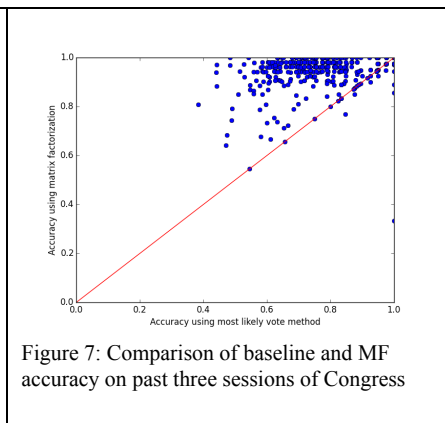 1.0
0.8
0.6
0.4
0.2
0.0
Accuracy using matrix factorization
0.0 0.2 0.4 0.6 0.8 1.0
Accuracy using most likely vote method
Figure 7: Comparison of baseline and MF
accuracy on past three sessions of Congress